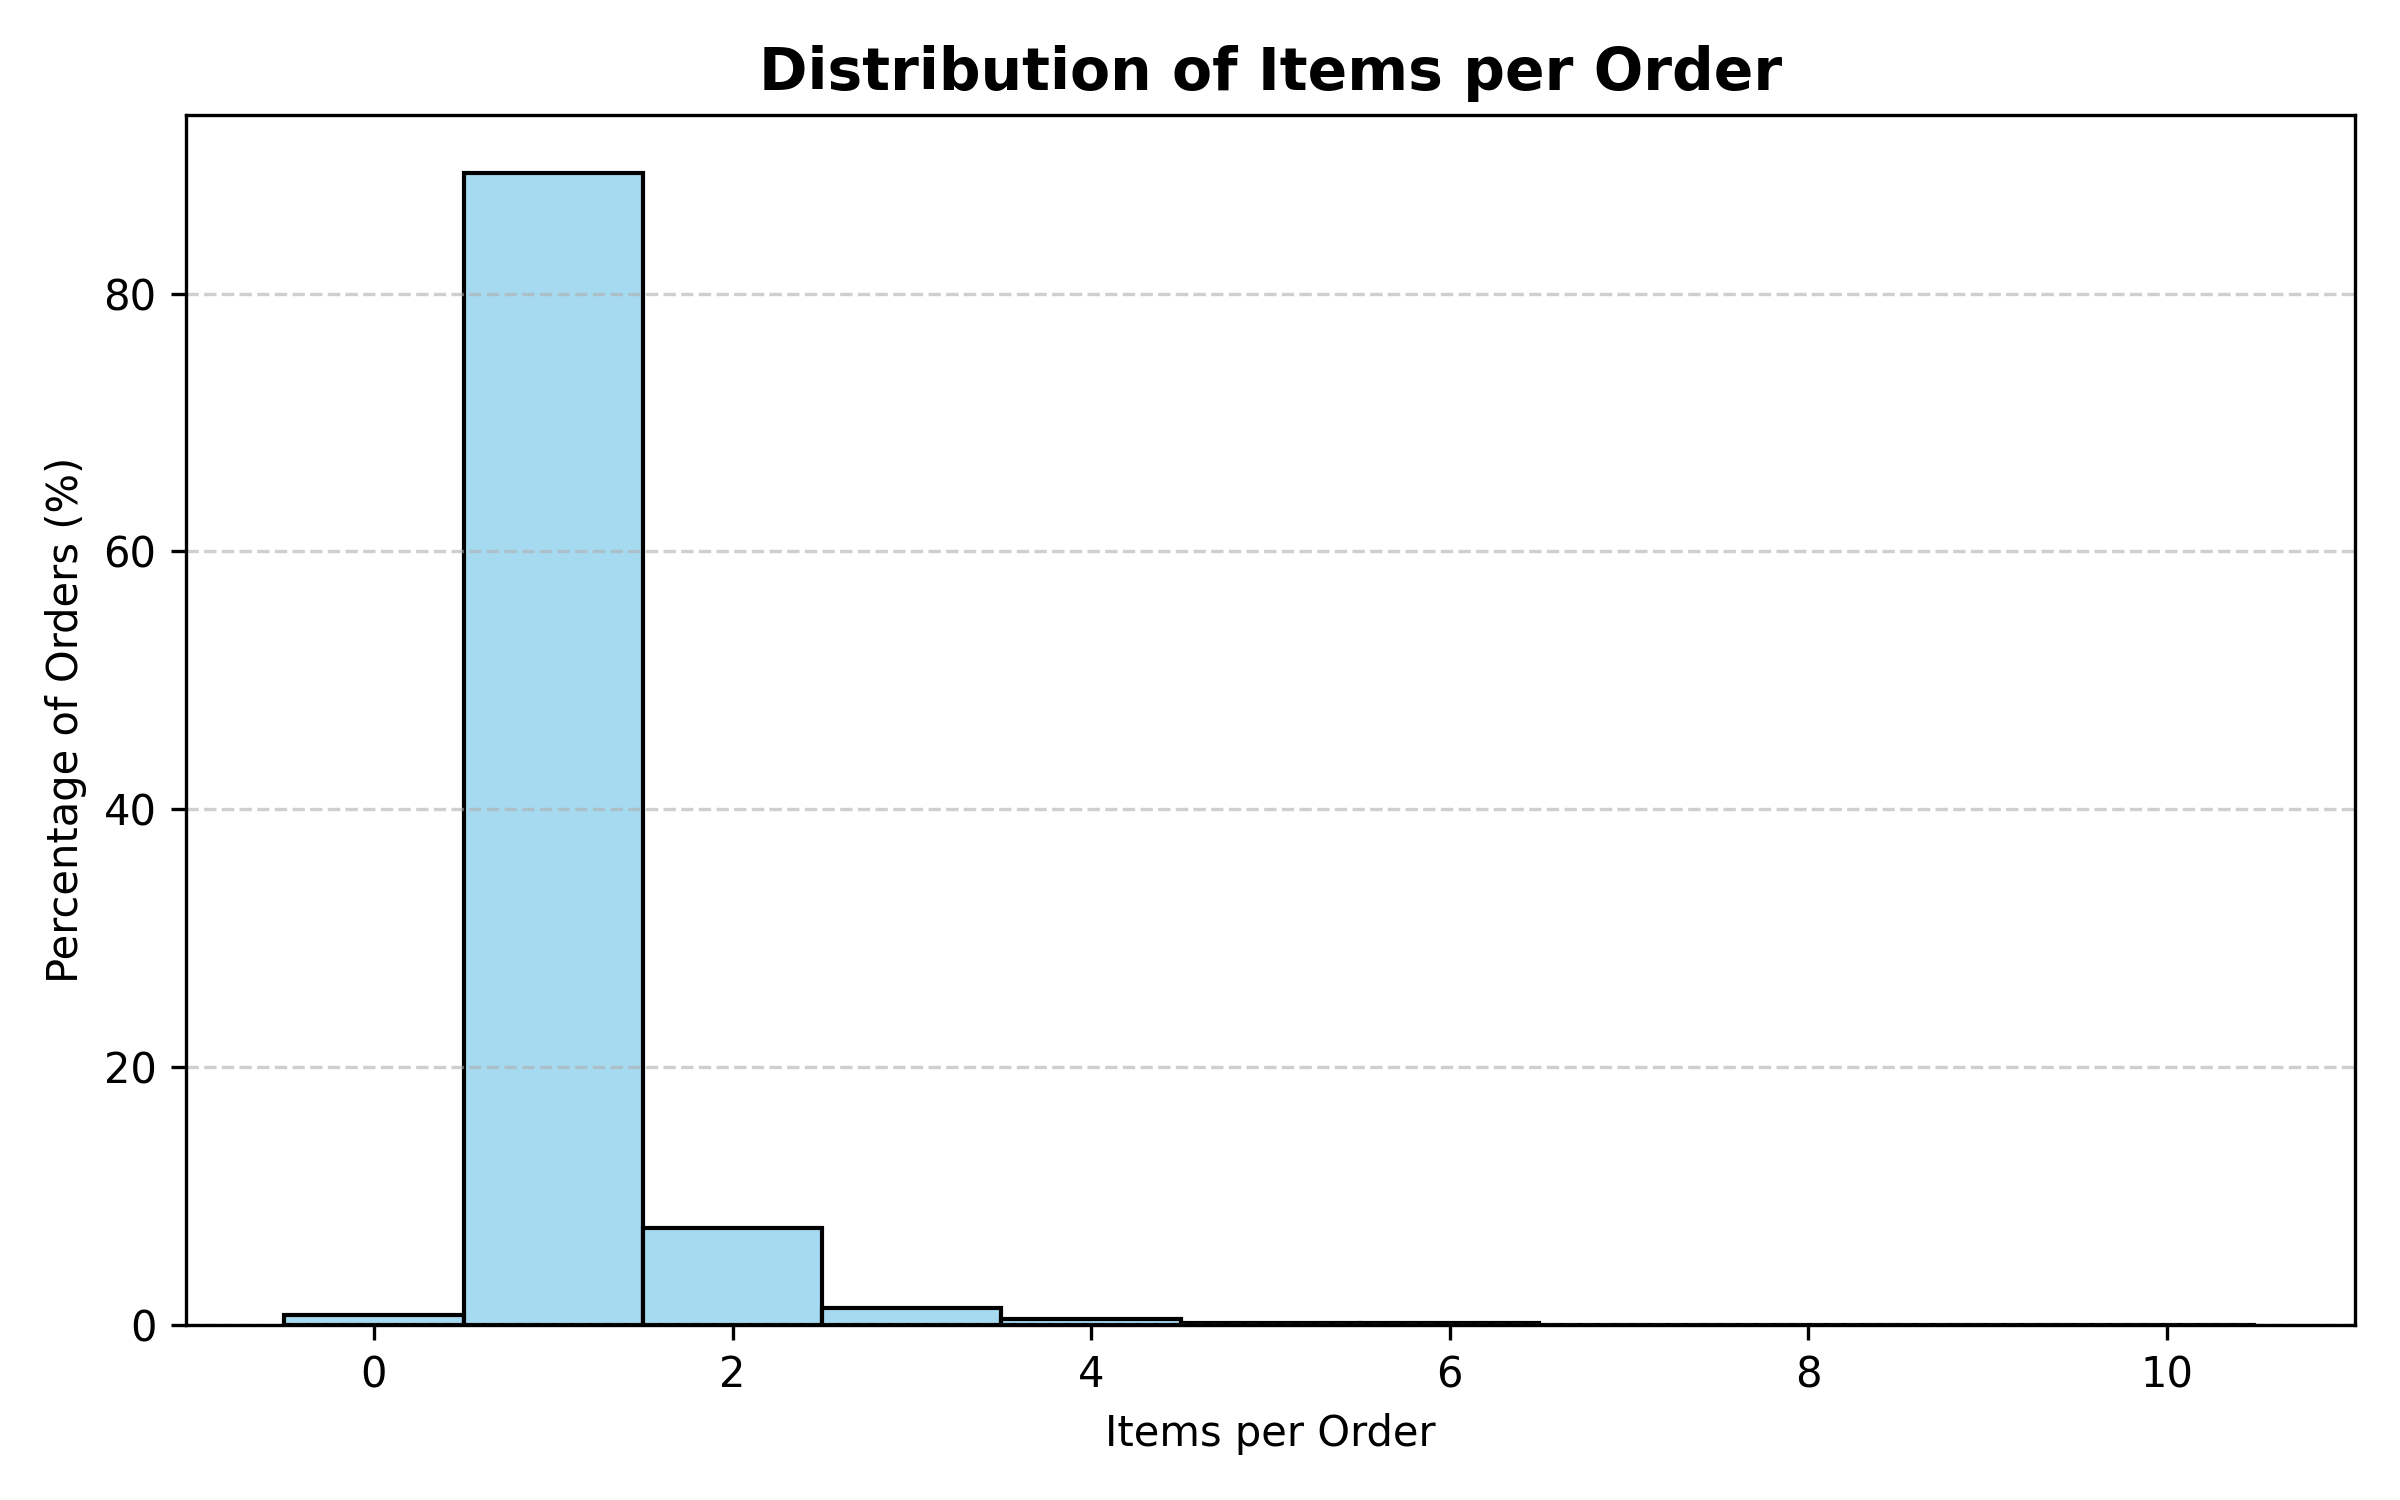 Distribution of Items per Order
Percentage of Orders (%)
80
60
40
20
0
0 2 4 6 8 10
Items per Order